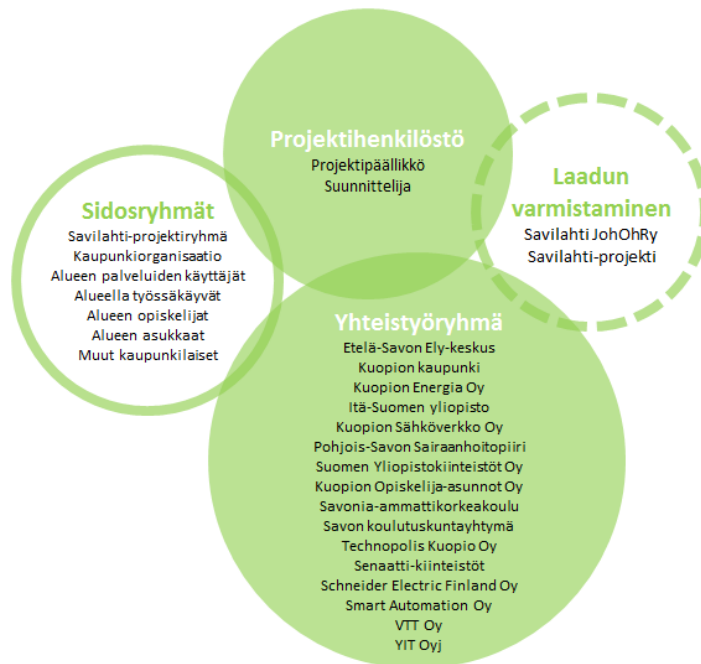 Projektihenkilöstö
Projektipäällikkö
Suunnittelija
Sidosryhmät
Savilahti-projektiryhmä
Kaupunkiorganisaatio
Alueen palveluiden käyttäjät
Alueella työssäkäyvät
Alueen opiskelijat
Alueen asukkaat
Muut kaupunkilaiset
Laadun
varmistaminen
Savilahti JohOhRy
Savilahti-projekti
Yhteistyöryhmä
Etelä-Savon Ely-keskus
Kuopion kaupunki
Kuopion Energia Oy
Itä-Suomen yliopisto
Kuopion Sähköverkko Oy
Pohjois-Savon Sairaanhoitopiiri
Suomen Yliopistokiinteistöt Oy
Kuopion Opiskelija-asunnot Oy
Savonia-ammattikorkeakoulu
Savon koulutuskuntayhtymä
Technopolis Kuopio Oy
Senaatti-kiinteistöt
Schneider Electric Finland Oy
Smart Automation Oy
VTT Oy
YIT Oyj